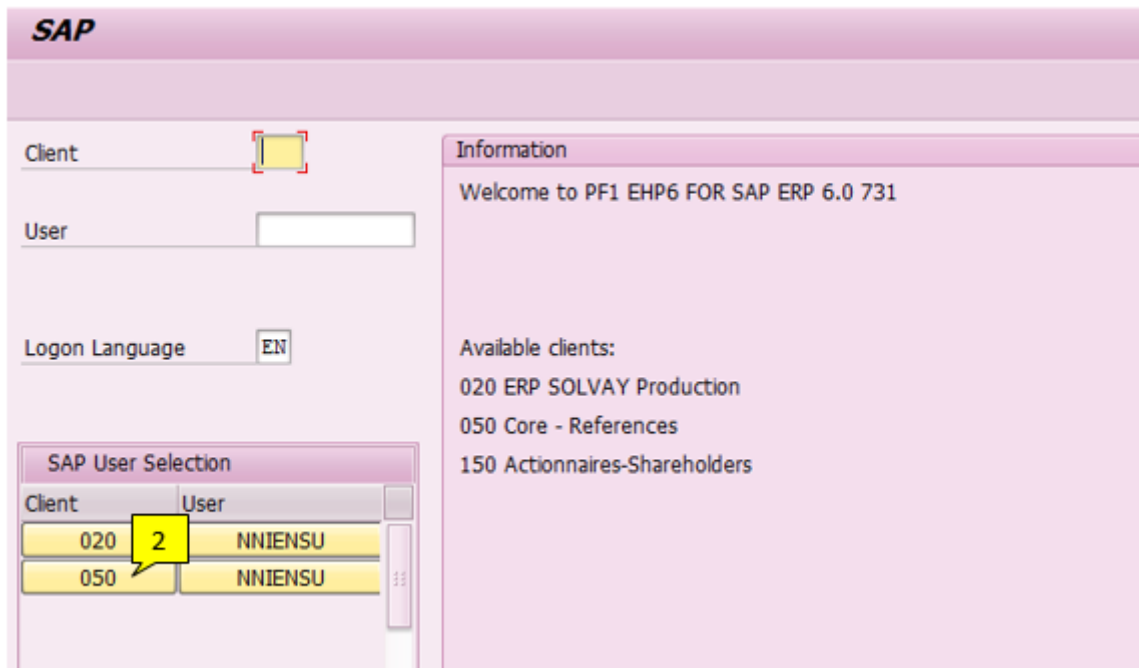 SAP
Client
User
Logon Language EN
SAP User Selection
Client User
020 NNIENSU
2
050 NNIENSU
Information
Welcome to PF1 EHP6 FOR SAP ERP 6.0 731
Available clients:
020 ERP SOLVAY Production
050 Core - References
150 Actionnaires-Shareholders